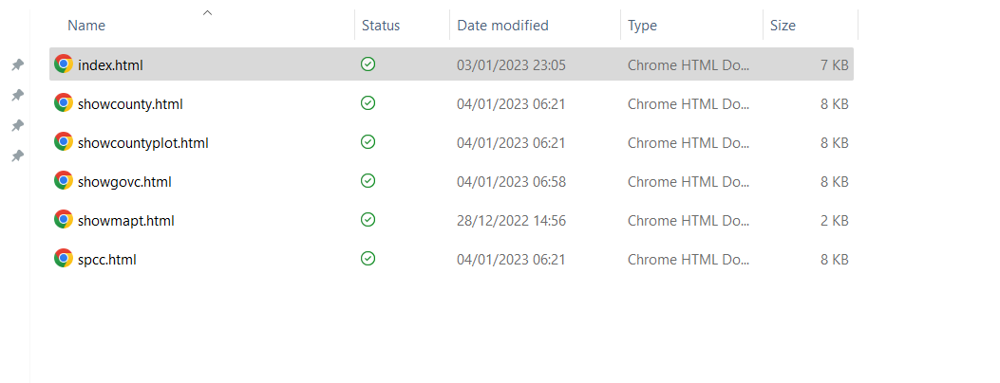 Name Status Date modified Type Size
index.html 03/01/2023 23:05 Chrome HTML Do... 7 KB
showcounty.html 04/01/2023 06:21 Chrome HTML Do... 8 KB
showcountyplot.html 04/01/2023 06:21 Chrome HTML Do... 8 KB
showgovc.html 04/01/2023 06:58 Chrome HTML Do... 8 KB
showmapt.html 28/12/2022 14:56 Chrome HTML Do... 2 KB
spcc.html 04/01/2023 06:21 Chrome HTML Do... 8 KB